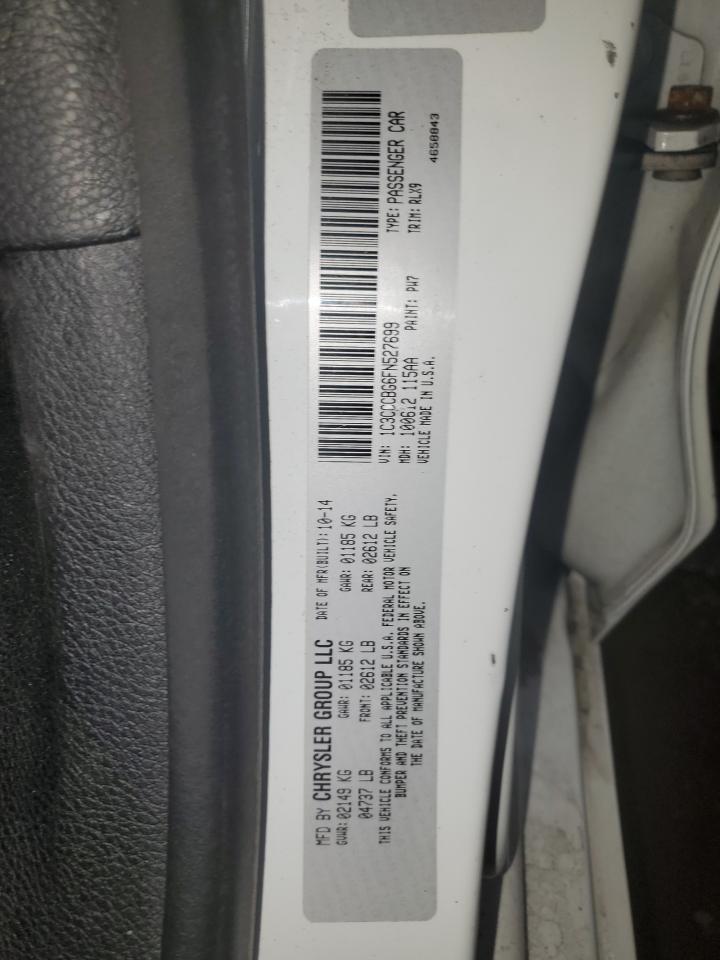 MFD BY CHRYSLER GROUP LLC DATE OF MFR(BUILT): 10-14
GVWR: 02149 KG GAWR: 01185 KG GAWR: 01185 KG
04737 LB FRONT: 02612 LB REAR: 02612 LB
THIS VEHICLE CONFORMS TO ALL APPLICABLE U.S.A. FEDERAL MOTOR VEHICLE SAFETY,
BUMPER AND THEFT PREVENTION STANDARDS IN EFFECT ON
THE DATE OF MANUFACTURE SHOWN ABOVE.
VIN: 1C3CCCBG6FN527699 TYPE: PASSENGER CAR
MDH: 100612 115AA PAINT: PW7 TRIM: RLX9
VEHICLE MADE IN U.S.A.
4650843